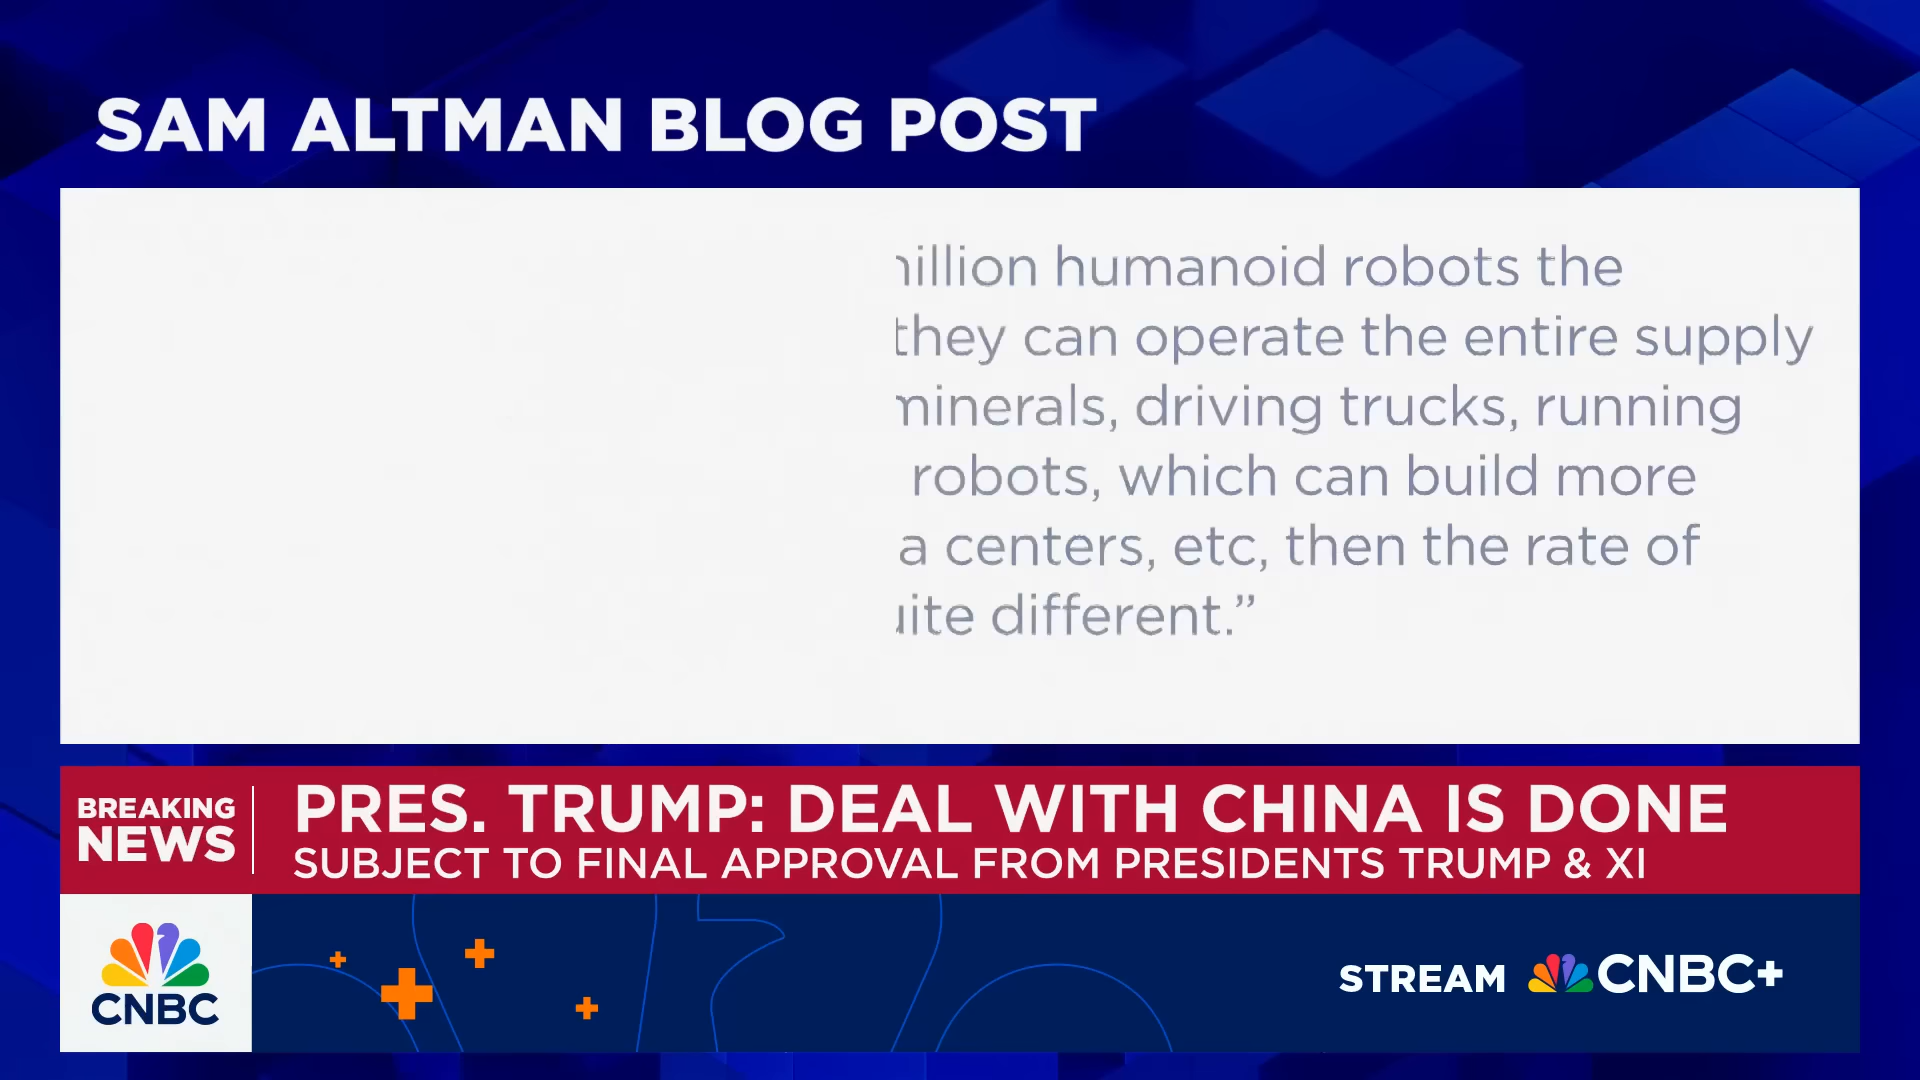 SAM ALTMAN BLOG POST
humanoid robots the
they can operate the entire supply
minerals, driving trucks, running
robots, which can build more
centers, etc, then the rate of
different.”
BREAKING
NEWS
PRES. TRUMP: DEAL WITH CHINA IS DONE
SUBJECT TO FINAL APPROVAL FROM PRESIDENTS TRUMP & XI
CNBC
STREAM CNBC+